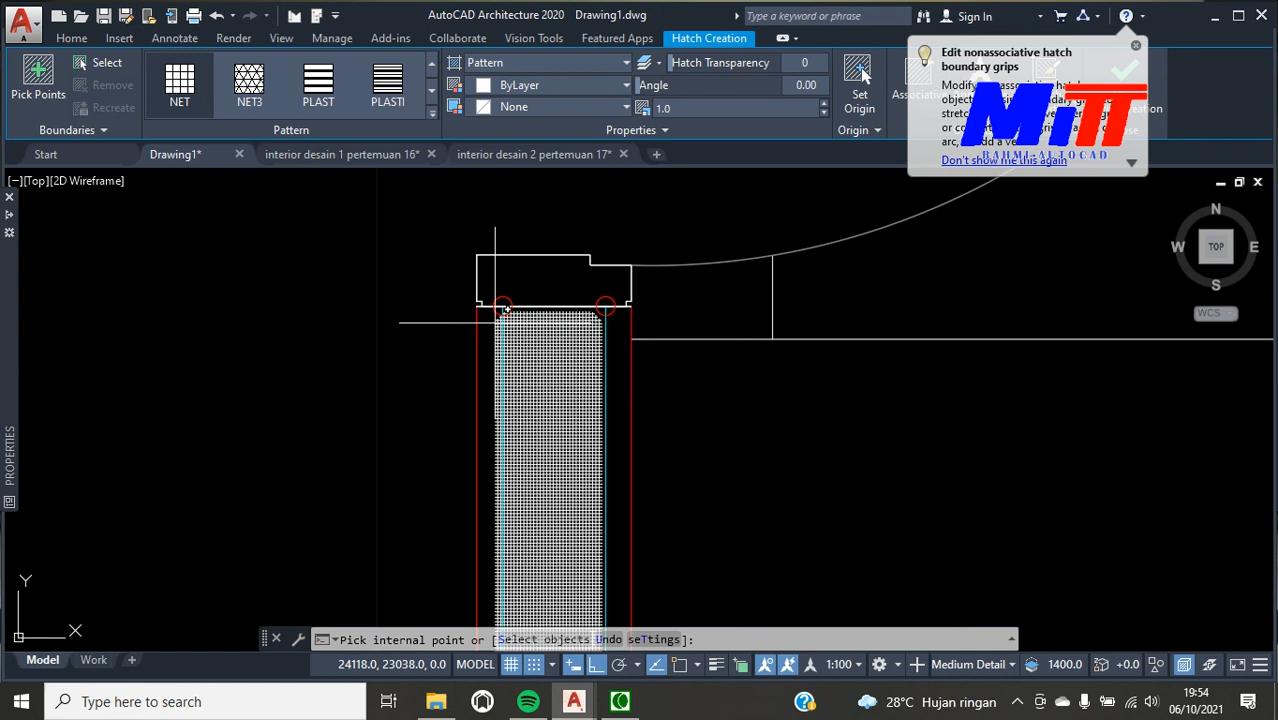 AutoCAD Architecture 2020 Drawing1.dwg
Type a keyword or phrase
Sign In
Home Insert Annotate Render View Manage Add-ins Collaborate Vision Tools Featured Apps Hatch Creation
Pick Points
Select
Remove
Recreate
Boundaries
NET
NET3
PLAST
PLASTI
Pattern
Pattern
ByLayer
None
Hatch Transparency 0
Angle 0.00
1.0
Properties
Set
Origin
Origin
Edit nonassociative hatch
boundary grips
Don't show me this again
MiTT
RAHMI-AUTOCAD
Start
Drawing1*
interior desain 1 pertemuan 16*
interior desain 2 pertemuan 17*
[−][Top][2D Wireframe]
N
W TOP E
S
WCS
PROPERTIES
Y
X
Pick internal point or [Select objects Undo seTtings]:
Model Work
24118.0, 23038.0, 0.0 MODEL
1:100
Medium Detail
1400.0
+0.0
Type here to search
28°C Hujan ringan
19:54
06/10/2021